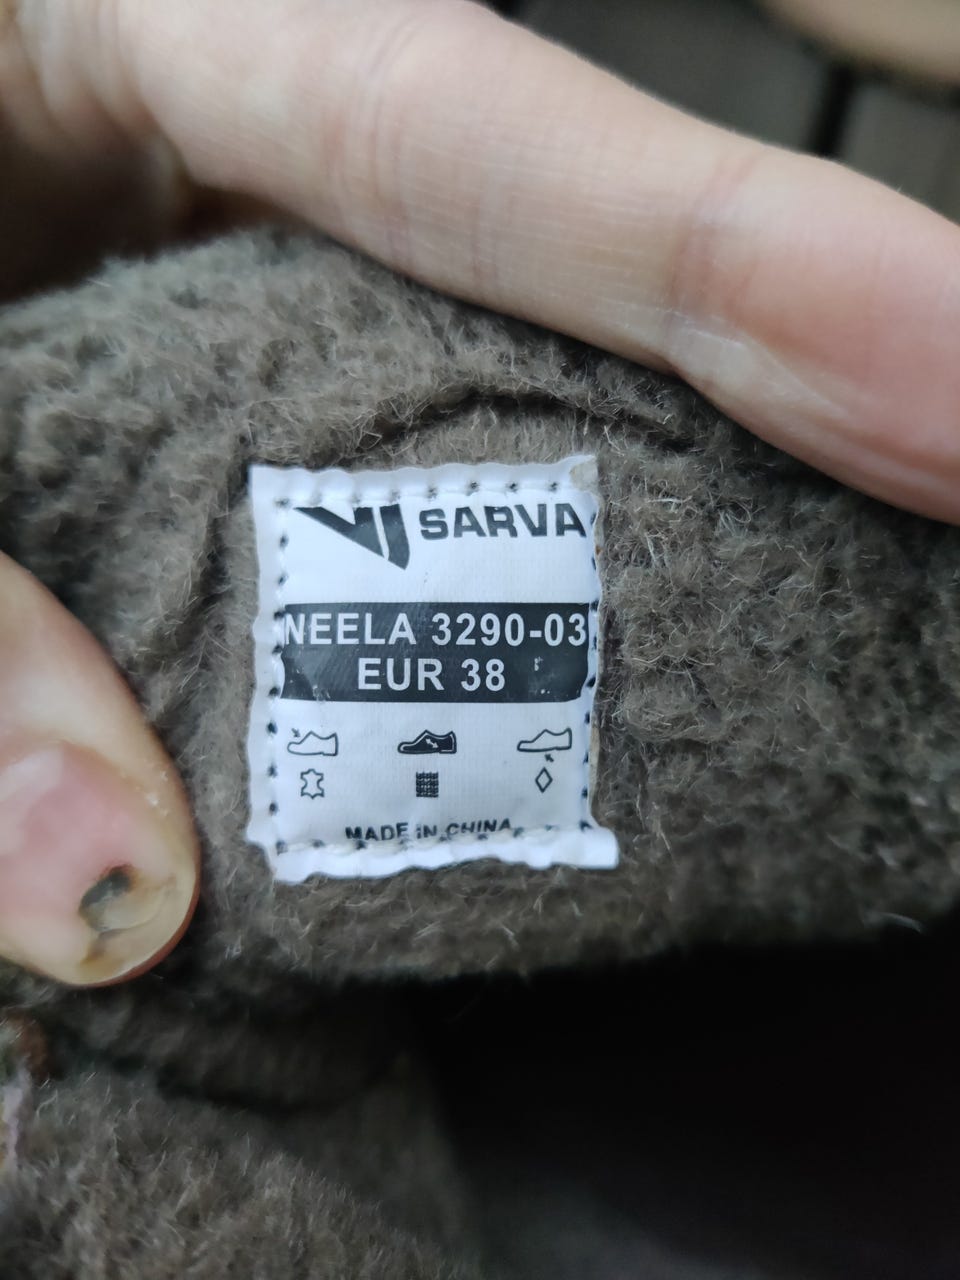 SARVA
NEELA 3290-03
EUR 38
MADE IN CHINA